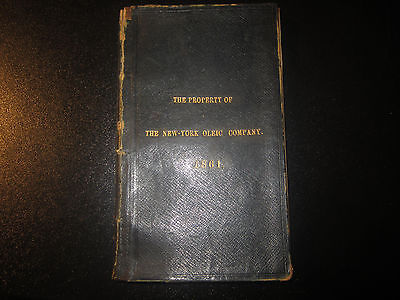 THE PROPERTY OF
THE NEW-YORK OLEIC COMPANY.
1861.